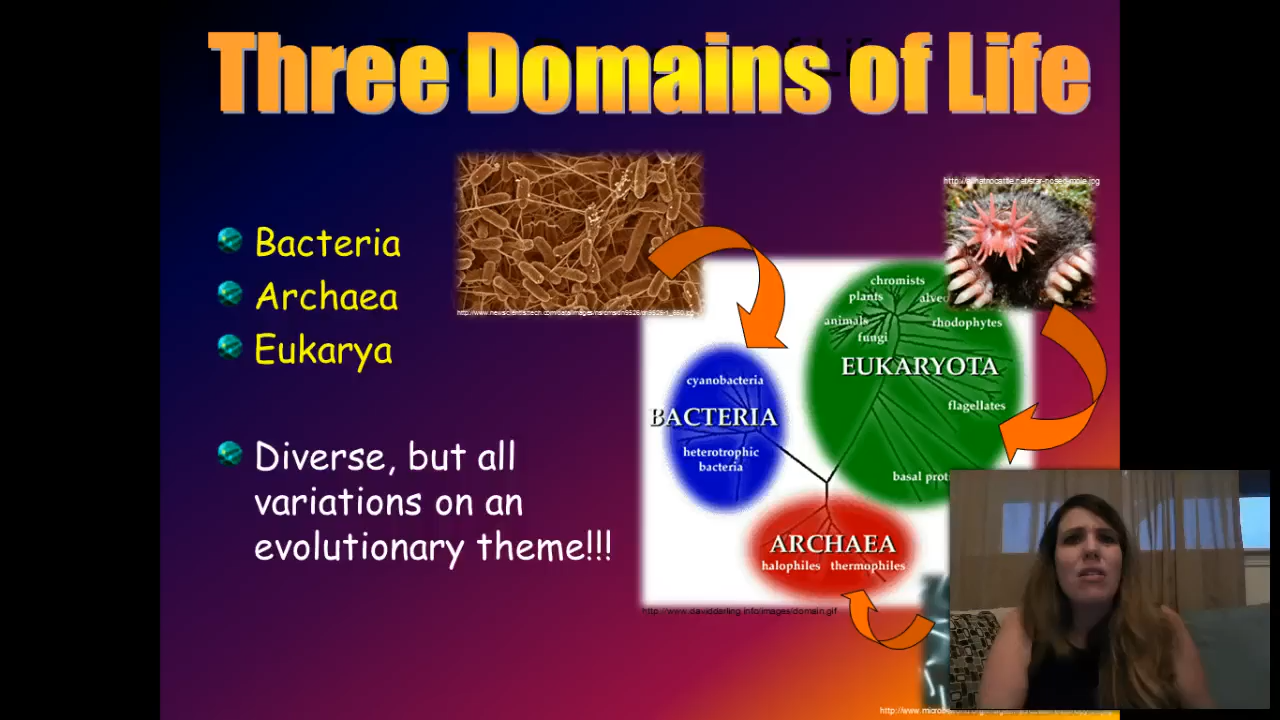 Three Domains of Life
Bacteria
Archaea
Eukarya
Diverse, but all
variations on an
evolutionary theme!!!
chromists
plants
animals
rhodophytes
fungi
EUKARYOTA
flagellates
basal
cyanobacteria
BACTERIA
heterotrophic
bacteria
ARCHAEA
halophiles thermophiles
http://www.daviddarling.info/images/domain.gif